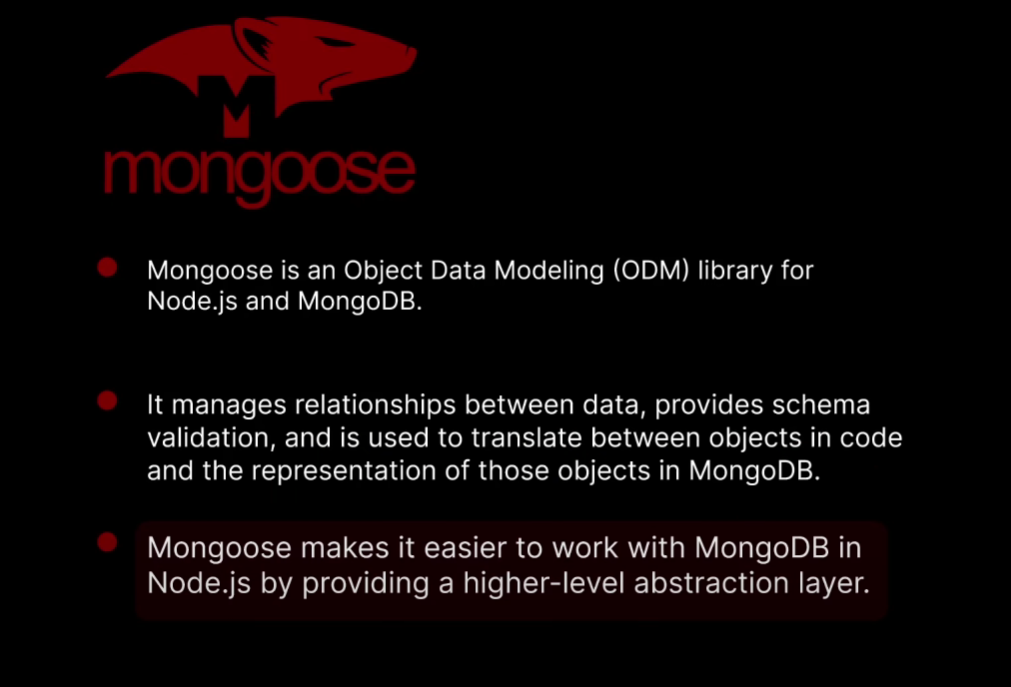 M
mongoose
Mongoose is an Object Data Modeling (ODM) library for
Node.js and MongoDB.
It manages relationships between data, provides schema
validation, and is used to translate between objects in code
and the representation of those objects in MongoDB.
Mongoose makes it easier to work with MongoDB in
Node.js by providing a higher-level abstraction layer.